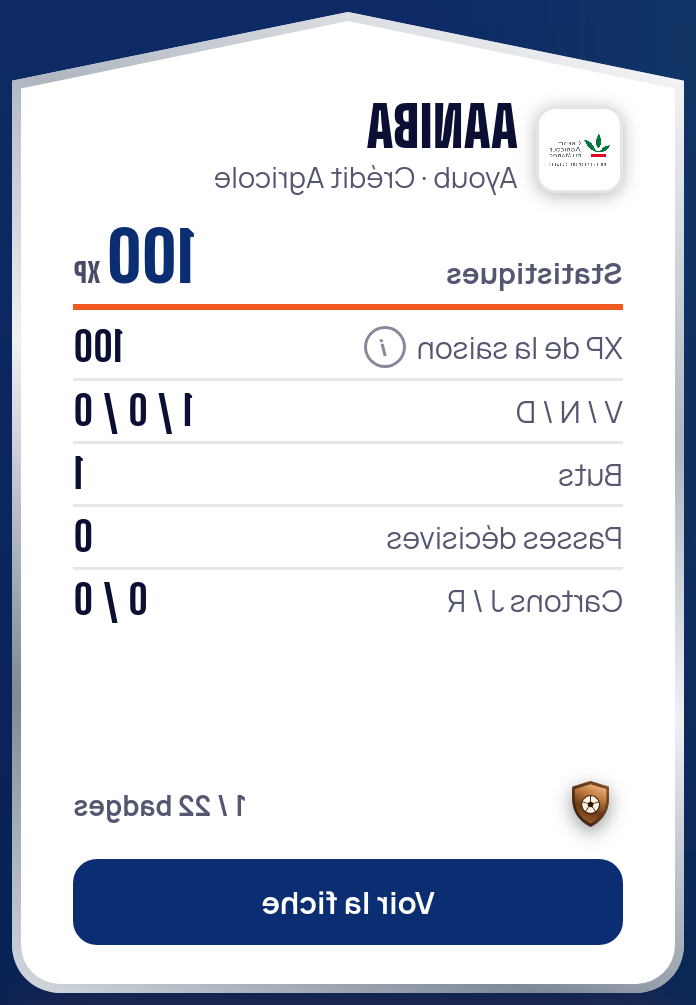 AANIBA
Ayoub · Crédit Agricole
Statistiques 100 XP
XP de la saison i 100
V / N / D 1 / 0 / 0
Buts 1
Passes décisives 0
Cartons J / R 0 / 0
1 / 22 badges
Voir la fiche